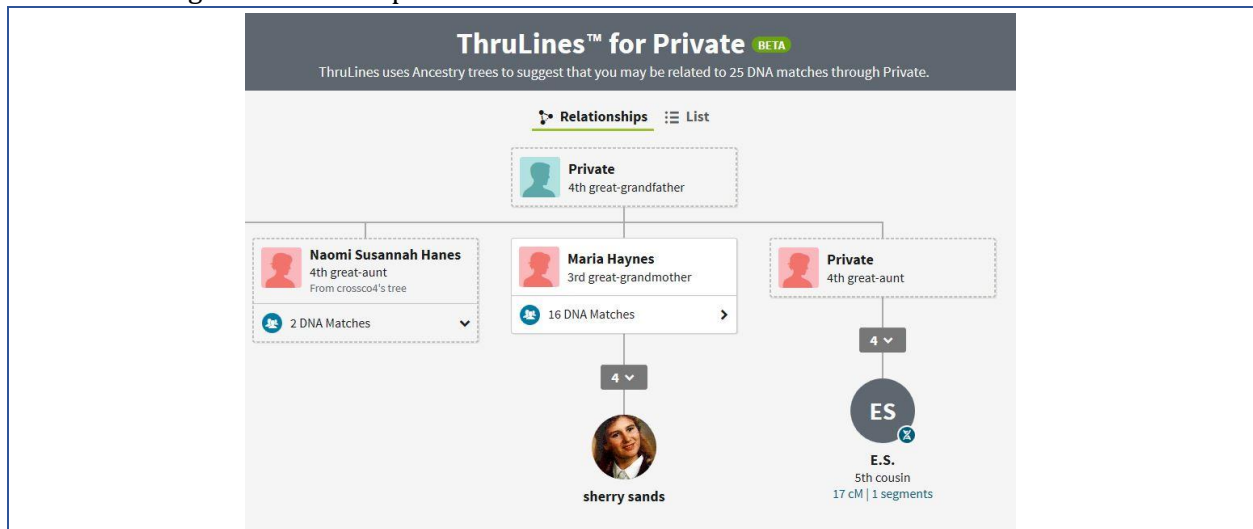 ThruLines™ for Private BETA
ThruLines uses Ancestry trees to suggest that you may be related to 25 DNA matches through Private.
Relationships List
Private
4th great-grandfather
Naomi Susannah Hanes
4th great-aunt
From crossco4's tree
2 DNA Matches
Maria Haynes
3rd great-grandmother
16 DNA Matches
Private
4th great-aunt
4
4
ES
sherry sands
E.S.
5th cousin
17 cM | 1 segments